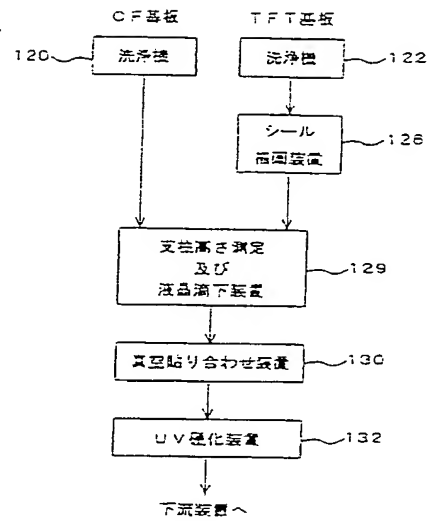 CF基板
TFT基板
120
洗浄機
洗浄機
122
シール
描画装置
126
支柱高さ測定
及び
液晶滴下装置
129
真空貼り合わせ装置
130
UV硬化装置
132
下流装置へ